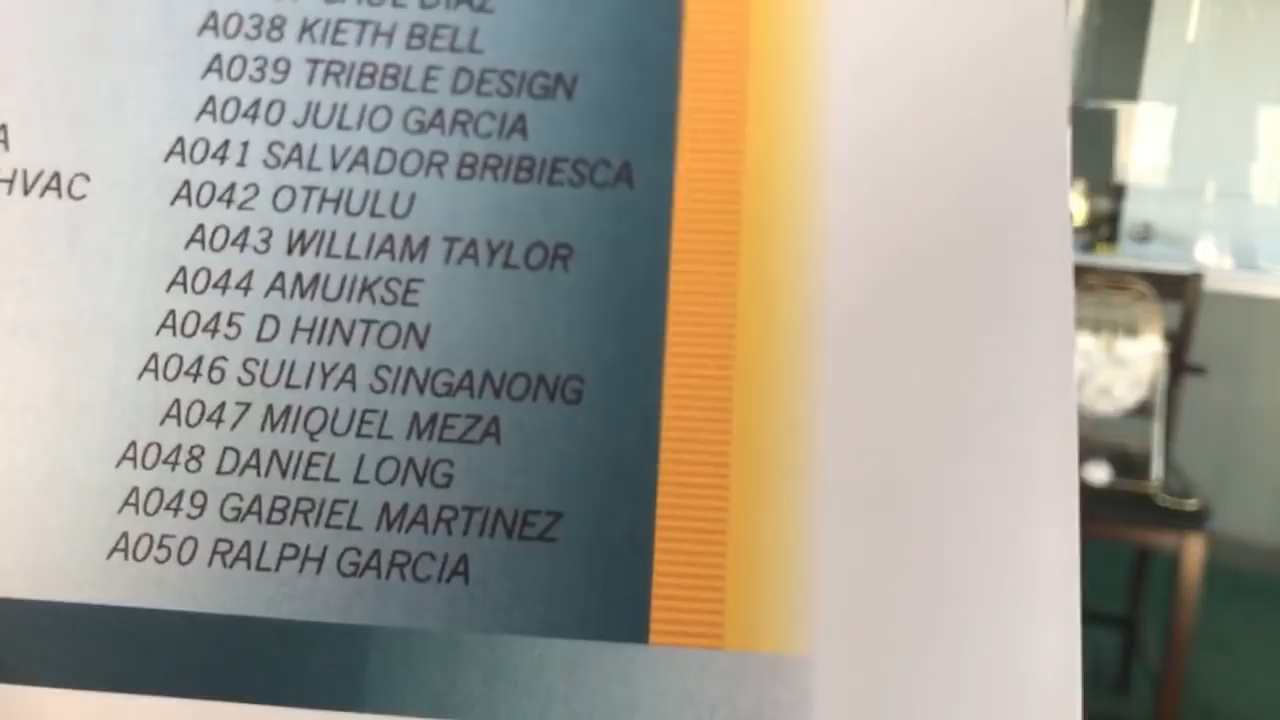 DIAZ
A038 KIETH BELL
A039 TRIBBLE DESIGN
A040 JULIO GARCIA
A041 SALVADOR BRIBIESCA
HVAC
A042 OTHULU
A043 WILLIAM TAYLOR
A044 AMUIKSE
A045 D HINTON
A046 SULIYA SINGANONG
A047 MIQUEL MEZA
A048 DANIEL LONG
A049 GABRIEL MARTINEZ
A050 RALPH GARCIA